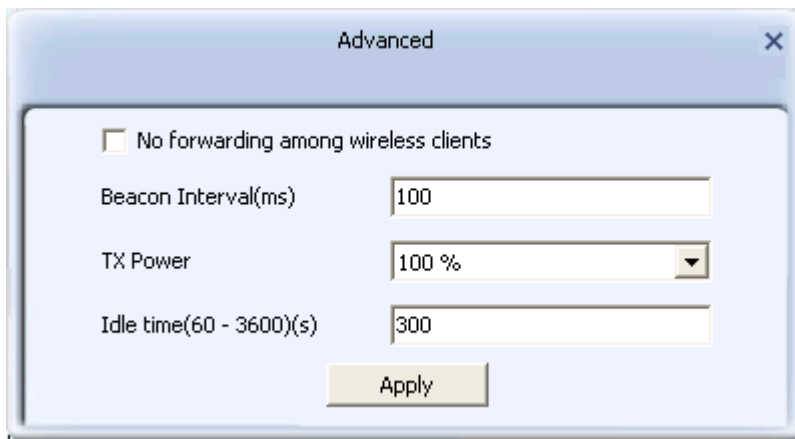 Advanced
No forwarding among wireless clients
Beacon Interval(ms) 100
TX Power 100 %
Idle time(60 - 3600)(s) 300
Apply